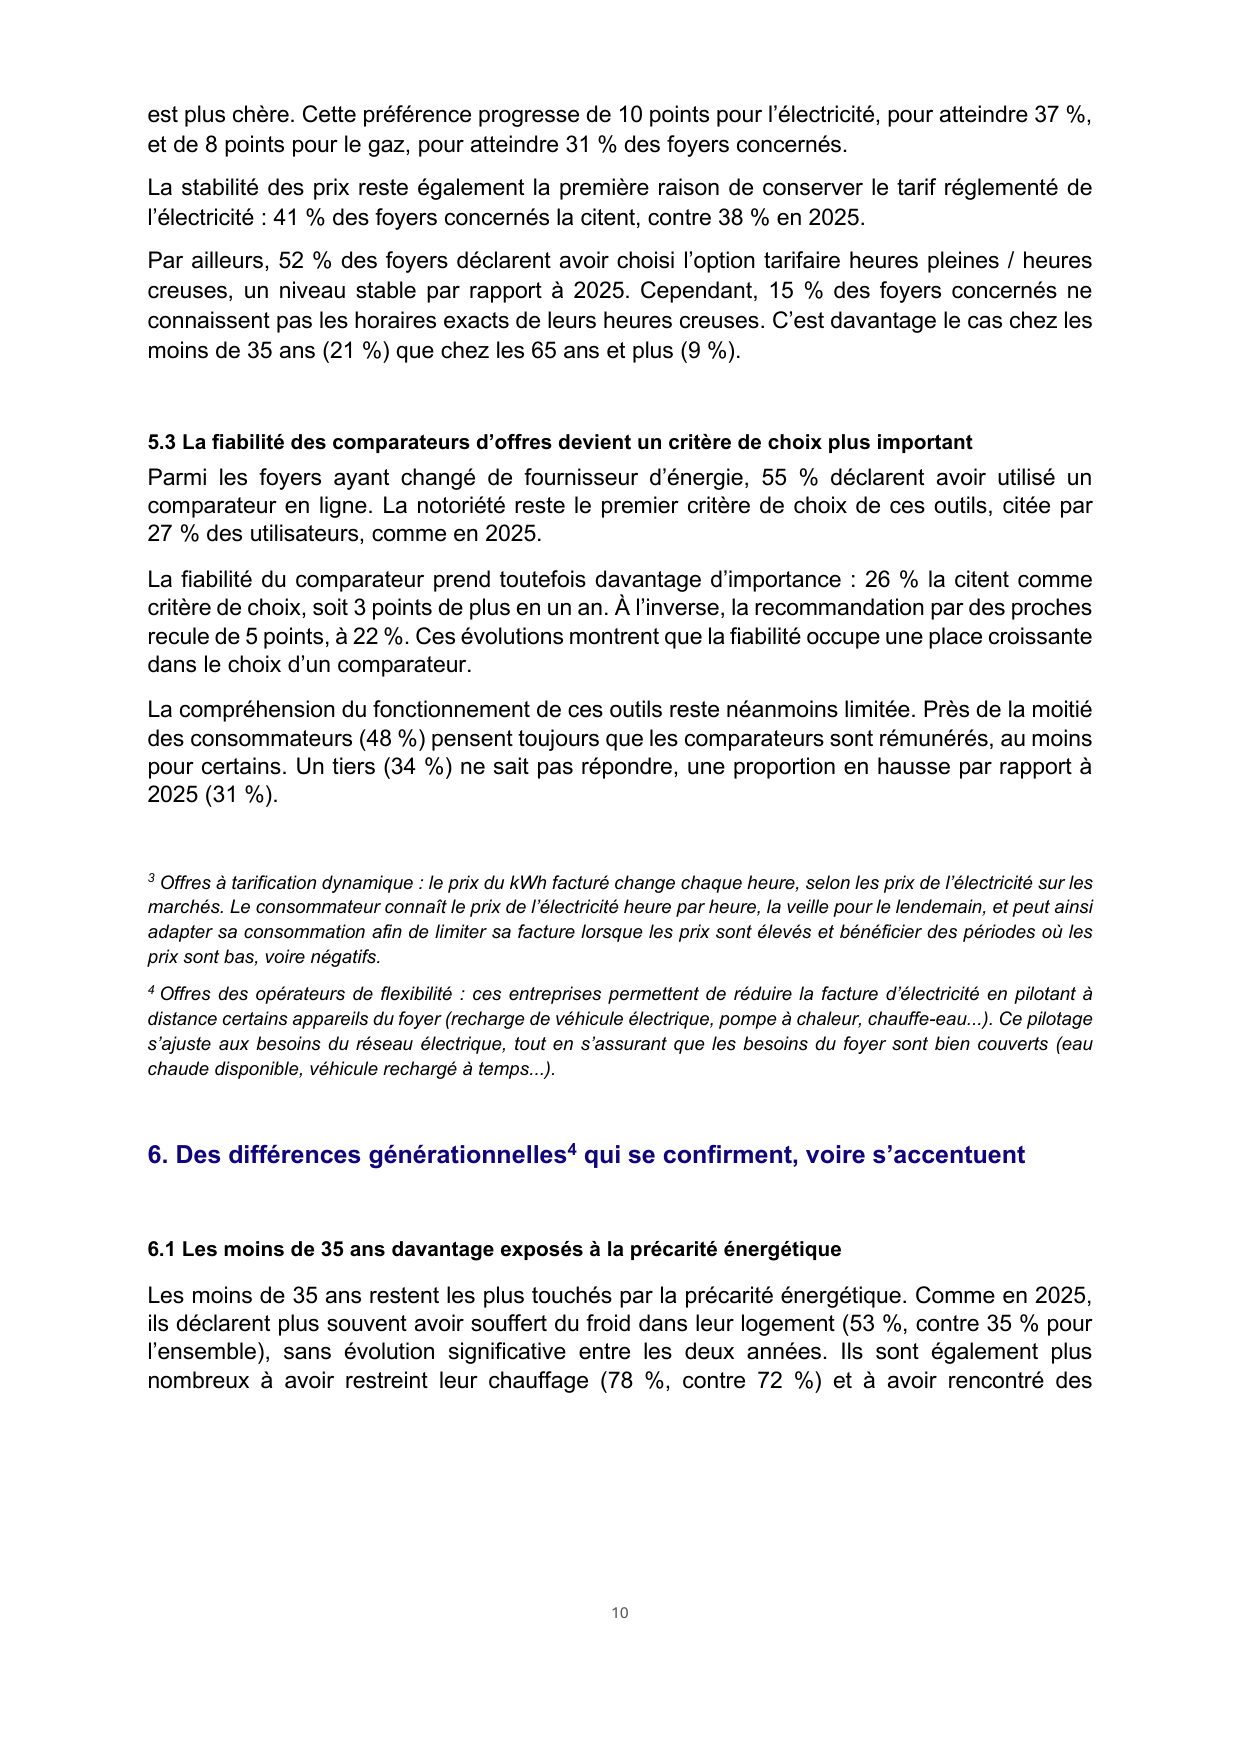 est plus chère. Cette préférence progresse de 10 points pour l’électricité, pour atteindre 37 %,
et de 8 points pour le gaz, pour atteindre 31 % des foyers concernés.
La stabilité des prix reste également la première raison de conserver le tarif réglementé de
l’électricité : 41 % des foyers concernés la citent, contre 38 % en 2025.
Par ailleurs, 52 % des foyers déclarent avoir choisi l’option tarifaire heures pleines / heures
creuses, un niveau stable par rapport à 2025. Cependant, 15 % des foyers concernés ne
connaissent pas les horaires exacts de leurs heures creuses. C’est davantage le cas chez les
moins de 35 ans (21 %) que chez les 65 ans et plus (9 %).
5.3 La fiabilité des comparateurs d’offres devient un critère de choix plus important
Parmi les foyers ayant changé de fournisseur d’énergie, 55 % déclarent avoir utilisé un
comparateur en ligne. La notoriété reste le premier critère de choix de ces outils, citée par
27 % des utilisateurs, comme en 2025.
La fiabilité du comparateur prend toutefois davantage d’importance : 26 % la citent comme
critère de choix, soit 3 points de plus en un an. À l’inverse, la recommandation par des proches
recule de 5 points, à 22 %. Ces évolutions montrent que la fiabilité occupe une place croissante
dans le choix d’un comparateur.
La compréhension du fonctionnement de ces outils reste néanmoins limitée. Près de la moitié
des consommateurs (48 %) pensent toujours que les comparateurs sont rémunérés, au moins
pour certains. Un tiers (34 %) ne sait pas répondre, une proportion en hausse par rapport à
2025 (31 %).
³ Offres à tarification dynamique : le prix du kWh facturé change chaque heure, selon les prix de l’électricité sur les
marchés. Le consommateur connaît le prix de l’électricité heure par heure, la veille pour le lendemain, et peut ainsi
adapter sa consommation afin de limiter sa facture lorsque les prix sont élevés et bénéficier des périodes où les
prix sont bas, voire négatifs.
⁴ Offres des opérateurs de flexibilité : ces entreprises permettent de réduire la facture d’électricité en pilotant à
distance certains appareils du foyer (recharge de véhicule électrique, pompe à chaleur, chauffe-eau...). Ce pilotage
s’ajuste aux besoins du réseau électrique, tout en s’assurant que les besoins du foyer sont bien couverts (eau
chaude disponible, véhicule rechargé à temps...).
6. Des différences générationnelles⁴ qui se confirment, voire s’accentuent
6.1 Les moins de 35 ans davantage exposés à la précarité énergétique
Les moins de 35 ans restent les plus touchés par la précarité énergétique. Comme en 2025,
ils déclarent plus souvent avoir souffert du froid dans leur logement (53 %, contre 35 % pour
l’ensemble), sans évolution significative entre les deux années. Ils sont également plus
nombreux à avoir restreint leur chauffage (78 %, contre 72 %) et à avoir rencontré des
10